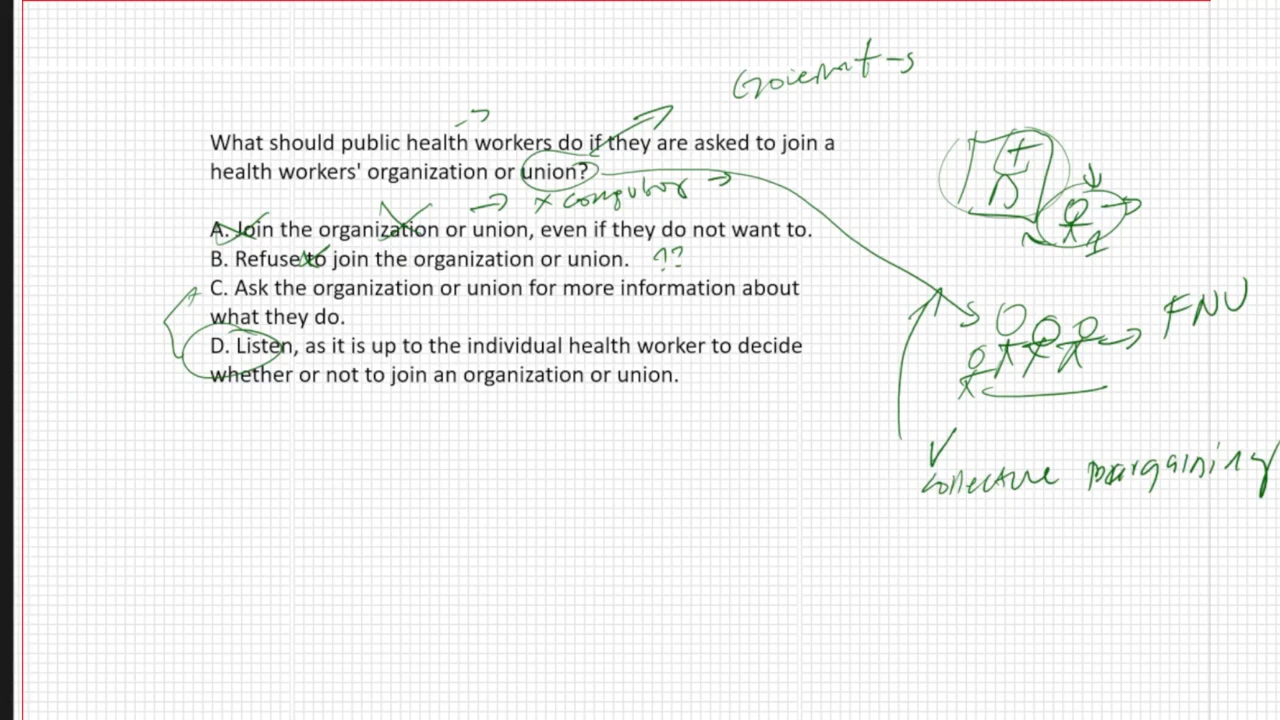 What should public health workers do if they are asked to join a
health workers' organization or union?
A. Join the organization or union, even if they do not want to.
B. Refuse to join the organization or union. ??
C. Ask the organization or union for more information about
what they do.
D. Listen, as it is up to the individual health worker to decide
whether or not to join an organization or union.
FNU
collective bargaining